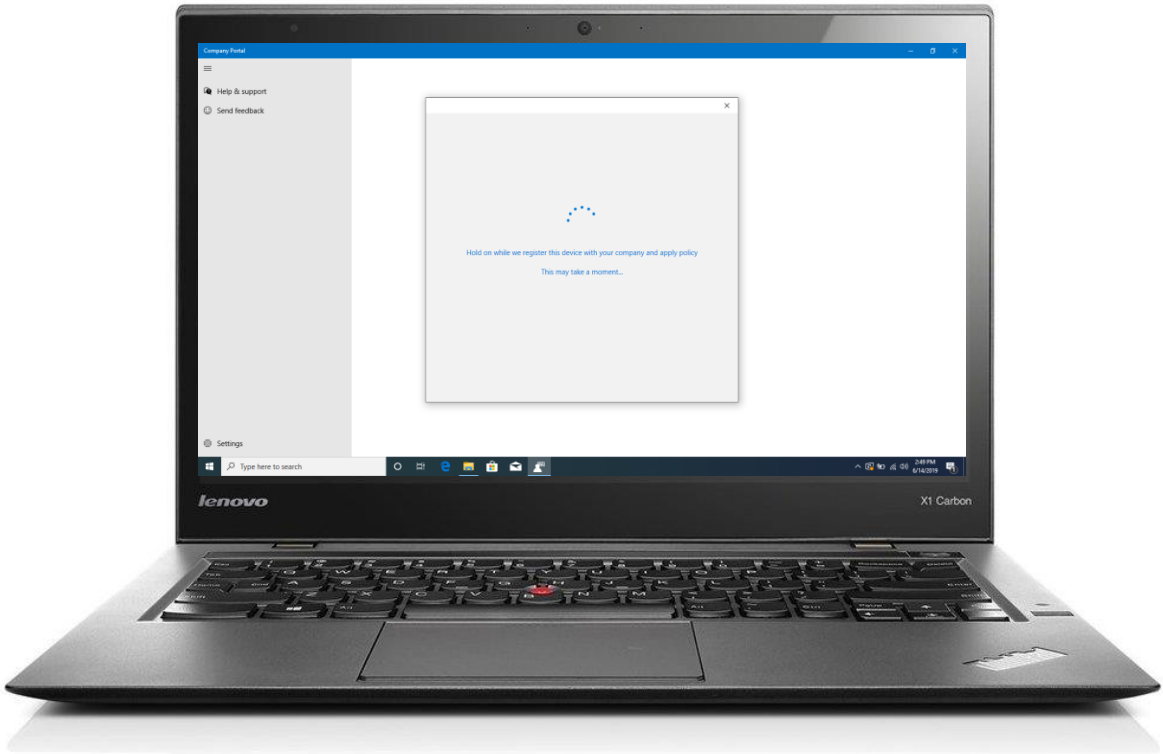 Company Portal
Help & support
Send feedback
Hold on while we register this device with your company and apply policy
This may take a moment...
Settings
Type here to search
2:49 PM
6/14/2019
lenovo
X1 Carbon